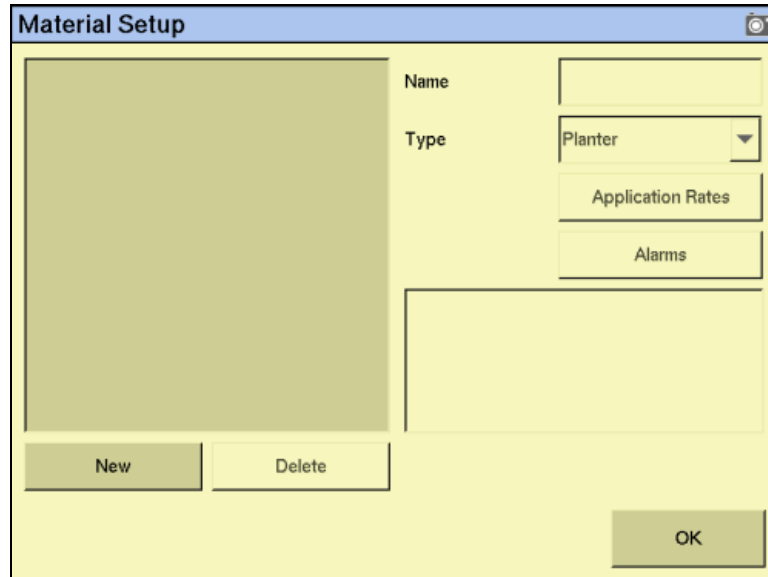 Material Setup
Name
Type
Planter
Application Rates
Alarms
New
Delete
OK